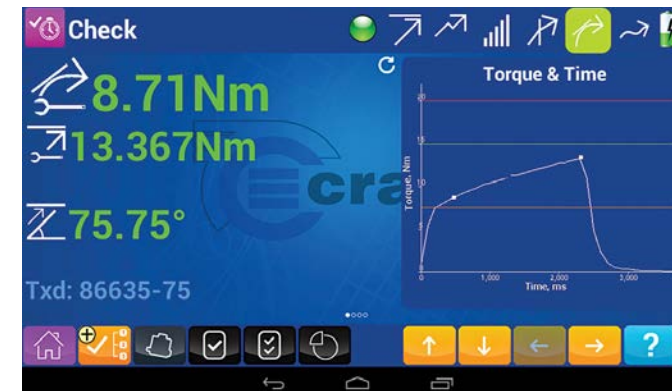 Check
8.71Nm
13.367Nm
75.75°
Txd: 86635-75
Torque & Time
Torque, Nm
20
15
10
5
0
0
1,000
2,000
3,000
Time, ms
cra
?